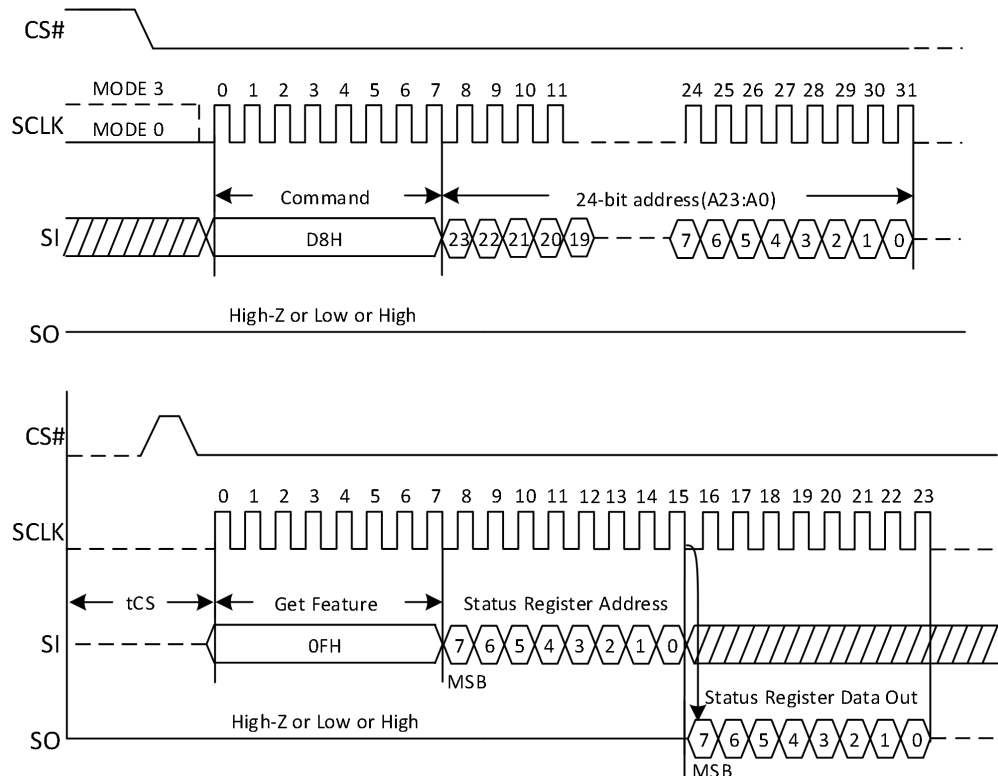 CS#
MODE 3
0 1 2 3 4 5 6 7 8 9 10 11 24 25 26 27 28 29 30 31
SCLK
MODE 0
Command
24-bit address(A23:A0)
SI
D8H
23 22 21 20 19 7 6 5 4 3 2 1 0
High-Z or Low or High
SO
CS#
0 1 2 3 4 5 6 7 8 9 10 11 12 13 14 15 16 17 18 19 20 21 22 23
SCLK
tCS
Get Feature
Status Register Address
SI
0FH
7 6 5 4 3 2 1 0
MSB
Status Register Data Out
High-Z or Low or High
SO
7 6 5 4 3 2 1 0
MSB